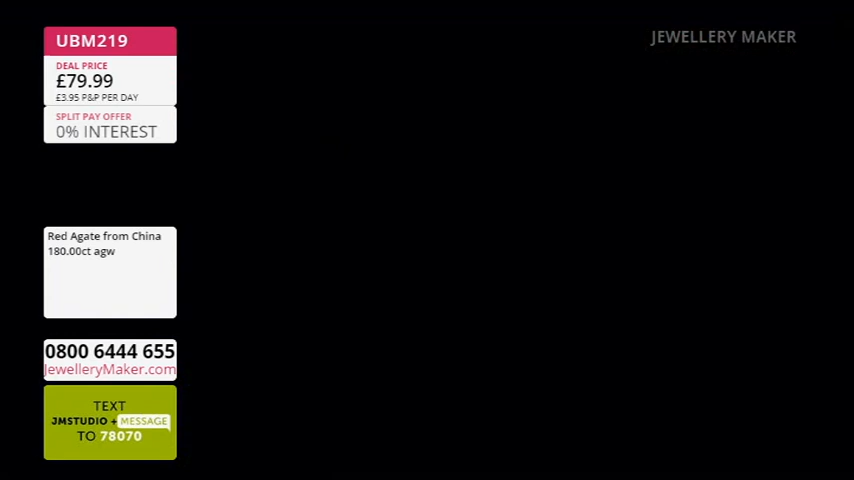 UBM219
DEAL PRICE
£79.99
£3.95 P&P PER DAY
SPLIT PAY OFFER
0% INTEREST
JEWELLERY MAKER
Red Agate from China
180.00ct agw
0800 6444 655
JewelleryMaker.com
TEXT
JMSTUDIO + MESSAGE
TO 78070